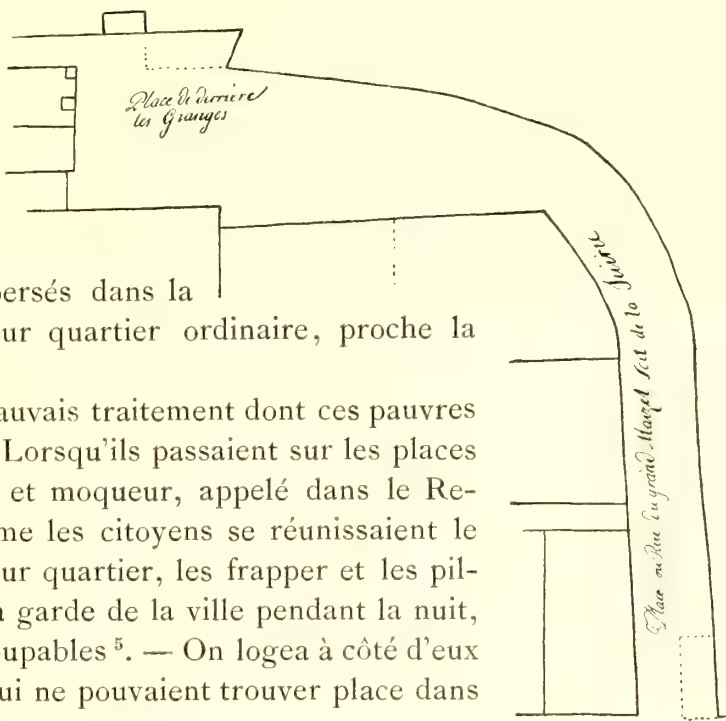 Place de derrière
les Granges
persés dans la
ur quartier ordinaire, proche la
auvais traitement dont ces pauvres
Lorsqu'ils passaient sur les places
et moqueur, appelé dans le Re-
me les citoyens se réunissaient le
ur quartier, les frapper et les pil-
a garde de la ville pendant la nuit,
upables ⁵. — On logea à côté d'eux
ui ne pouvaient trouver place dans
Place ou Rue du grand Mazel soit de la